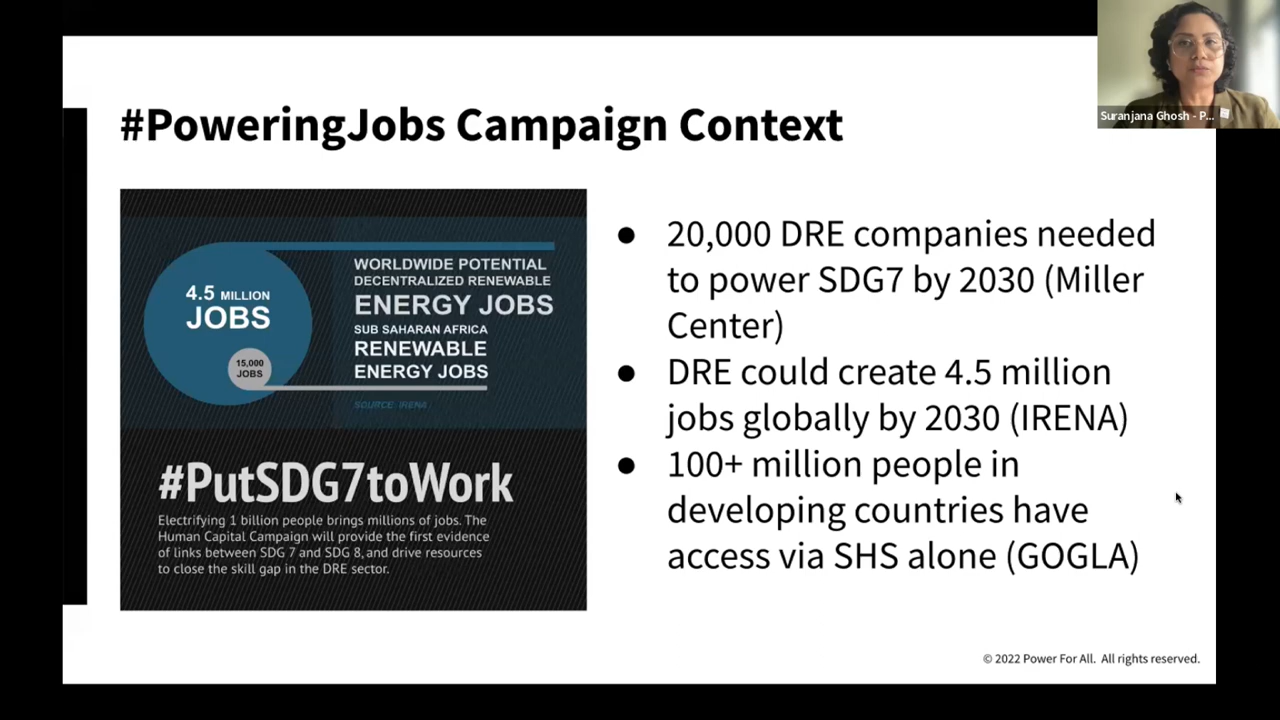 #PoweringJobs Campaign Context
Suranjana Ghosh - P...
4.5 MILLION
JOBS
15,000
JOBS
WORLDWIDE POTENTIAL
DECENTRALIZED RENEWABLE
ENERGY JOBS
SUB SAHARAN AFRICA
RENEWABLE
ENERGY JOBS
SOURCE: IRENA
#PutSDG7toWork
Electrifying 1 billion people brings millions of jobs. The
Human Capital Campaign will provide the first evidence
of links between SDG 7 and SDG 8, and drive resources
to close the skill gap in the DRE sector.
● 20,000 DRE companies needed
to power SDG7 by 2030 (Miller
Center)
● DRE could create 4.5 million
jobs globally by 2030 (IRENA)
● 100+ million people in
developing countries have
access via SHS alone (GOGLA)
© 2022 Power For All. All rights reserved.